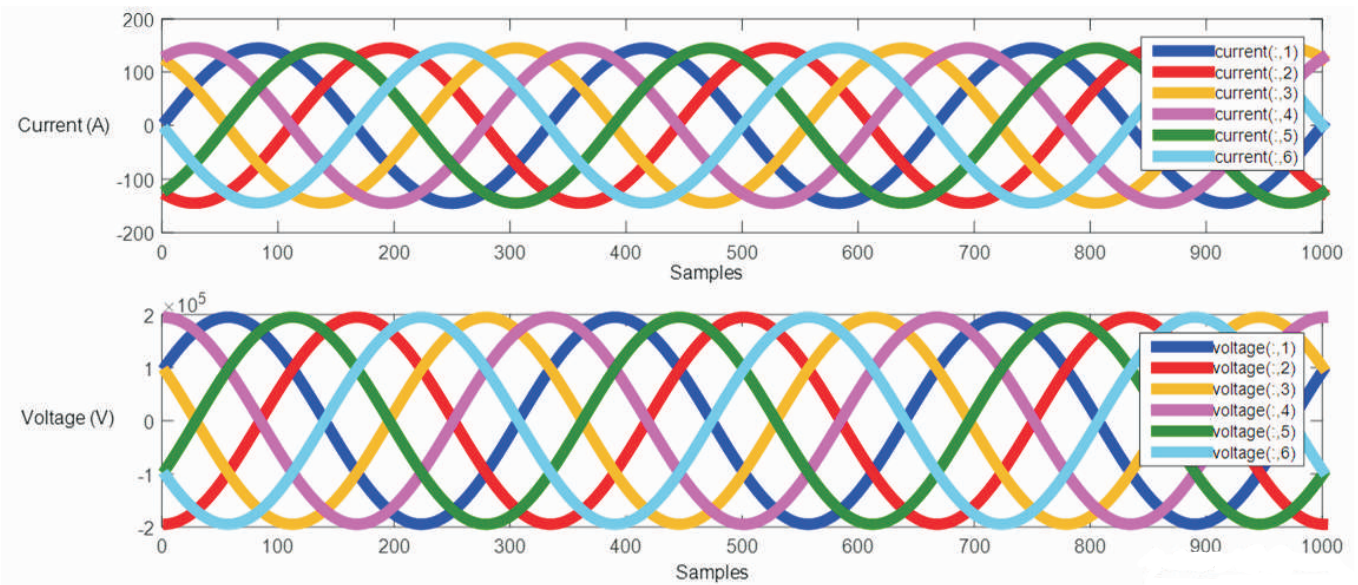 200
100
Current (A)
0
-100
-200
current(:,1)
current(:,2)
current(:,3)
current(:,4)
current(:,5)
current(:,6)
0 100 200 300 400 500 600 700 800 900 1000
Samples
×10^5
2
1
Voltage (V)
0
-1
-2
voltage(:,1)
voltage(:,2)
voltage(:,3)
voltage(:,4)
voltage(:,5)
voltage(:,6)
0 100 200 300 400 500 600 700 800 900 1000
Samples